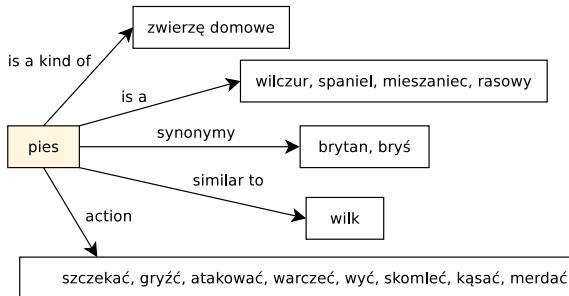 zwierzę domowe
is a kind of
wilczur, spaniel, mieszaniec, rasowy
is a
pies
synonymy
brytan, bryś
similar to
wilk
action
szczekać, gryźć, atakować, warczeć, wyć, skomleć, kąsać, merdać